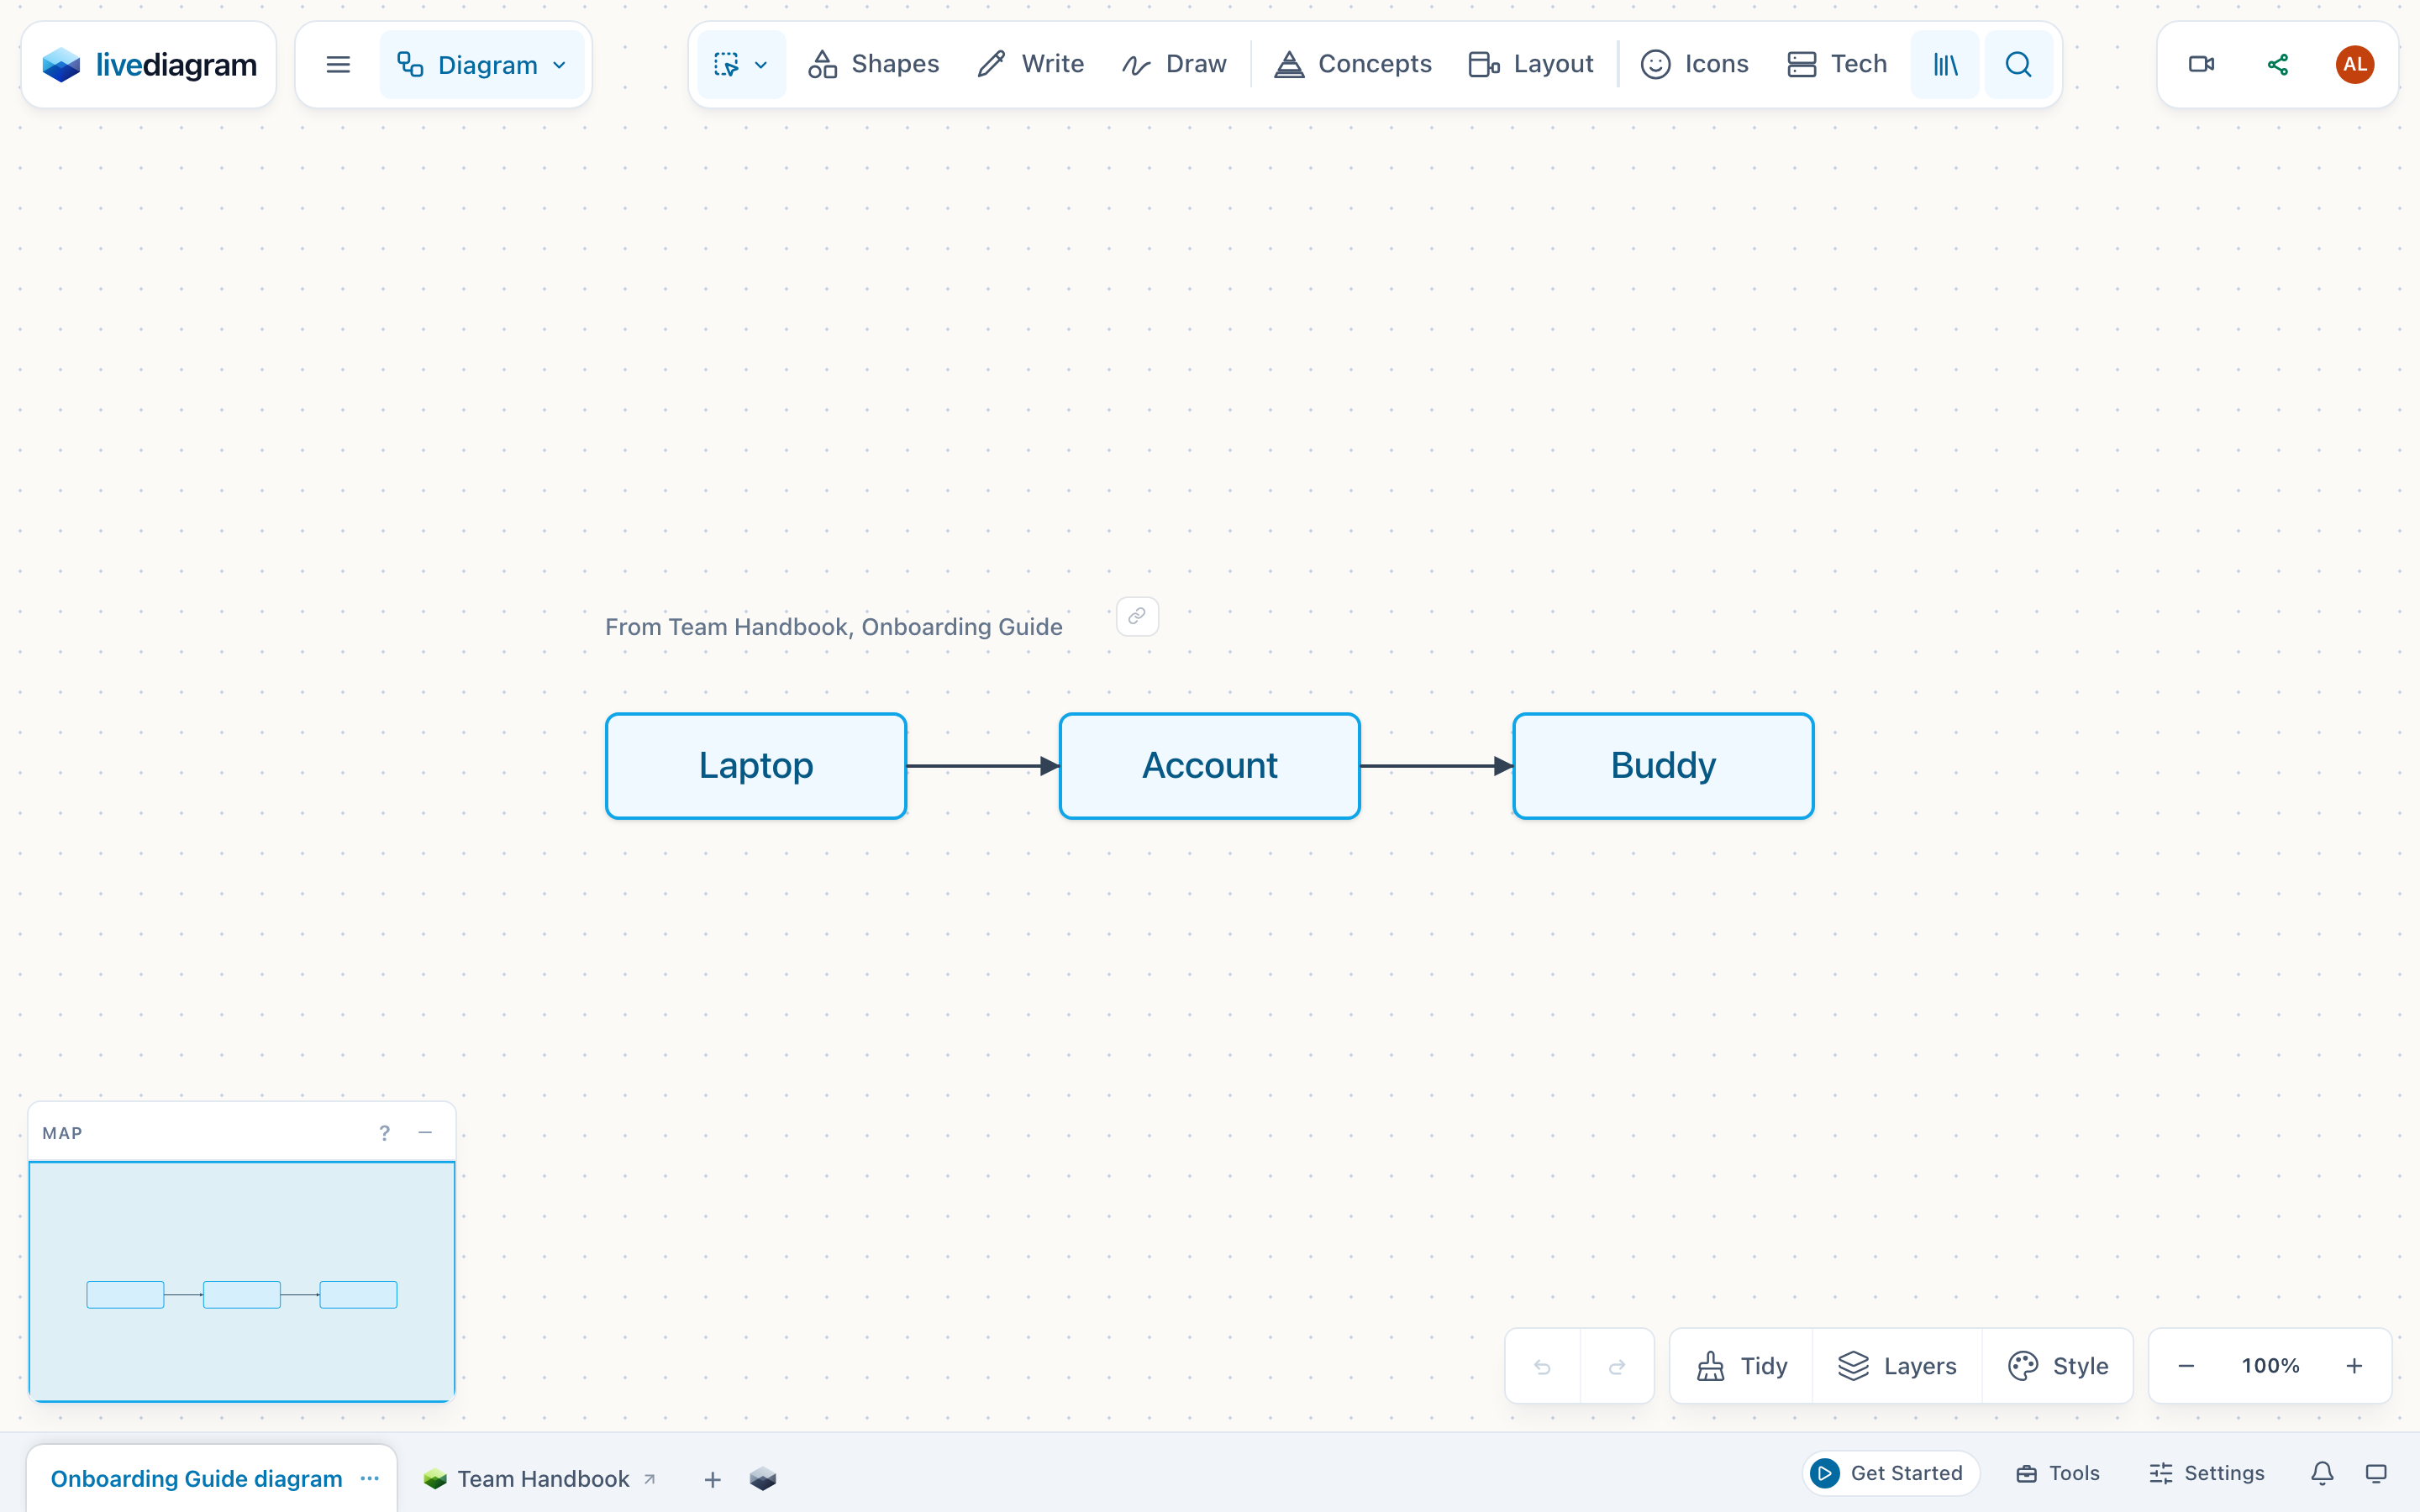 livediagram
Diagram
Shapes
Write
Draw
Concepts
Layout
Icons
Tech
AL
From Team Handbook, Onboarding Guide
Laptop
Account
Buddy
MAP
?
Tidy
Layers
Style
100%
Onboarding Guide diagram
Team Handbook
Get Started
Tools
Settings